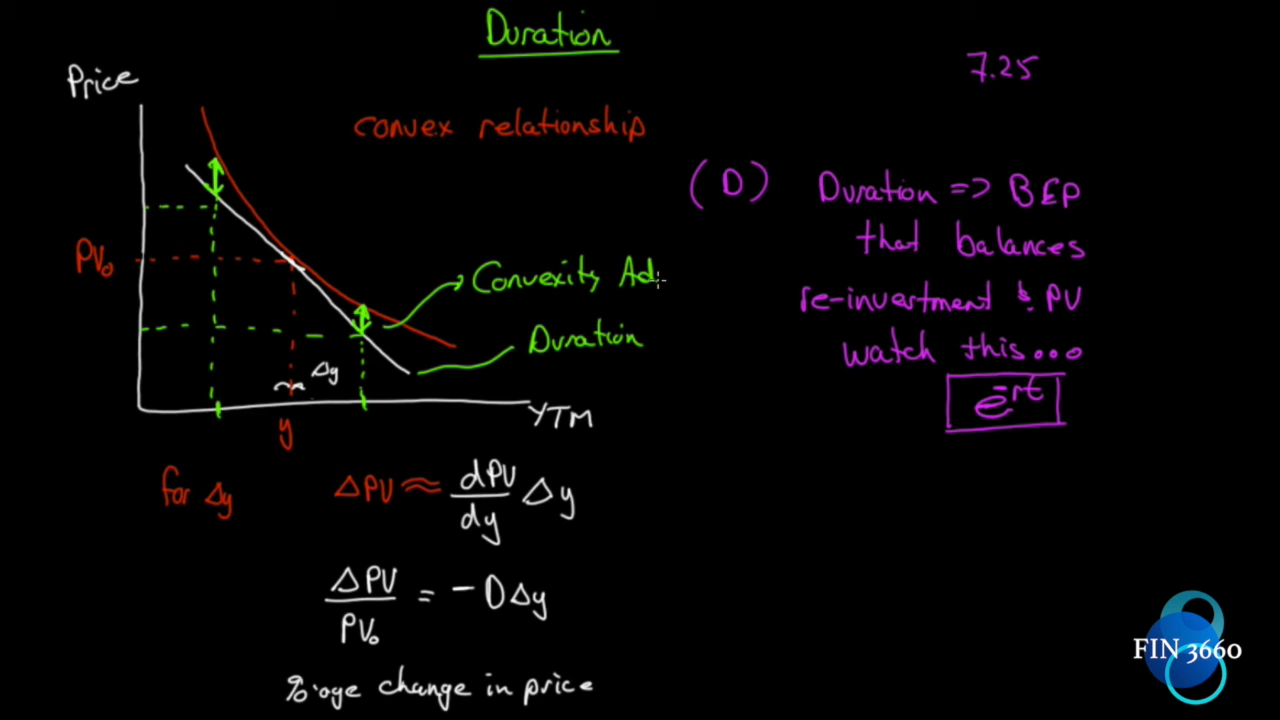 Duration
Price
convex relationship
PV₀
Convexity Ad
Duration
Δy
YTM
y
for Δy
ΔPV ≈ dPV/dy Δy
ΔPV/PV₀ = - DΔy
%age change in price
7.25
(D)
Duration => BEP
that balances
re-invertment & PV
watch this...
e^rt
FIN 3660